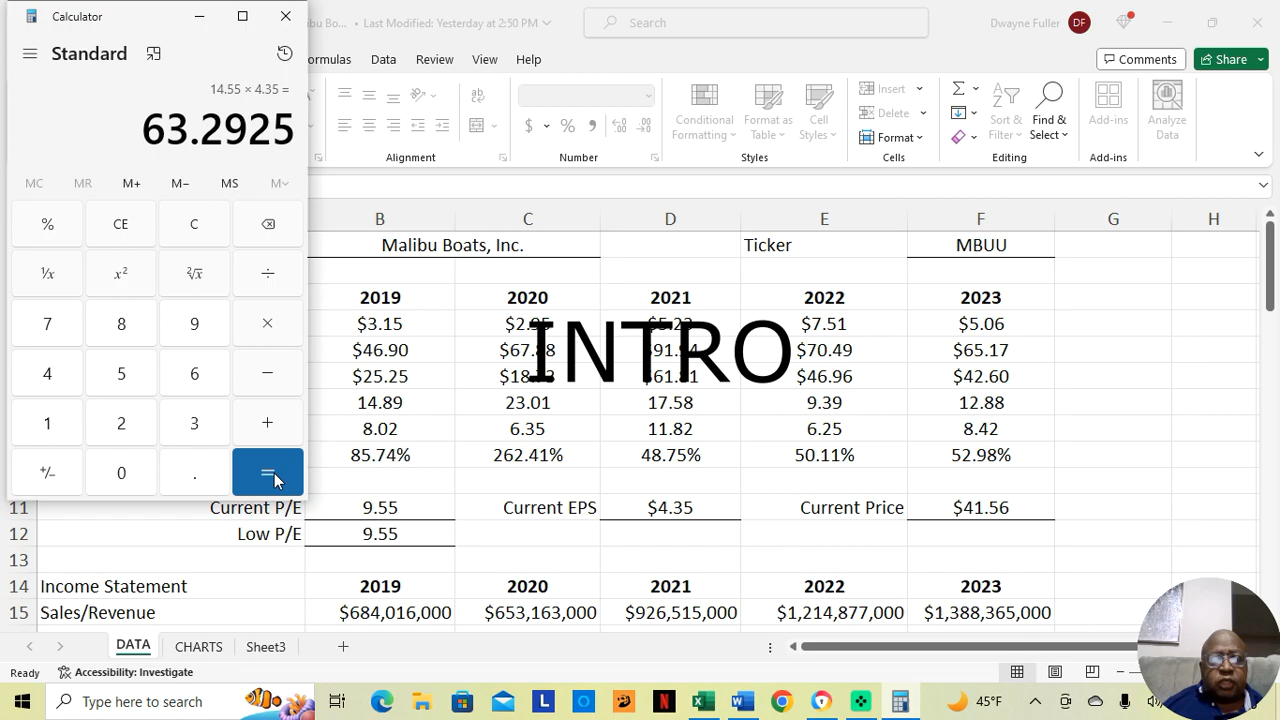 Calculator
Standard
14.55 × 4.35 =
63.2925
MC MR M+ M− MS M
% CE C
¹/x x² ²√x ÷
7 8 9 ×
4 5 6 −
1 2 3 +
+/− 0 . =
Last Modified: Yesterday at 2:50 PM
Search
Dwayne Fuller DF
Data Review View Help
Comments Share
Conditional Formatting
Format as Table
Cell Styles
Insert
Delete
Format
Sort & Filter
Find & Select
Add-ins
Analyze Data
Alignment Number Styles Cells Editing Add-ins
B C D E F G H
Malibu Boats, Inc. Ticker MBUU
2019 2020 2021 2022 2023
$3.15 $7.51 $5.06
$46.90 $70.49 $65.17
$25.25 $46.96 $42.60
INTRO
14.89 23.01 17.58 9.39 12.88
8.02 6.35 11.82 6.25 8.42
85.74% 262.41% 48.75% 50.11% 52.98%
11 Current P/E 9.55 Current EPS $4.35 Current Price $41.56
12 Low P/E 9.55
13
14 Income Statement 2019 2020 2021 2022 2023
15 Sales/Revenue $684,016,000 $653,163,000 $926,515,000 $1,214,877,000 $1,388,365,000
DATA CHARTS Sheet3
Ready Accessibility: Investigate
Type here to search 45°F